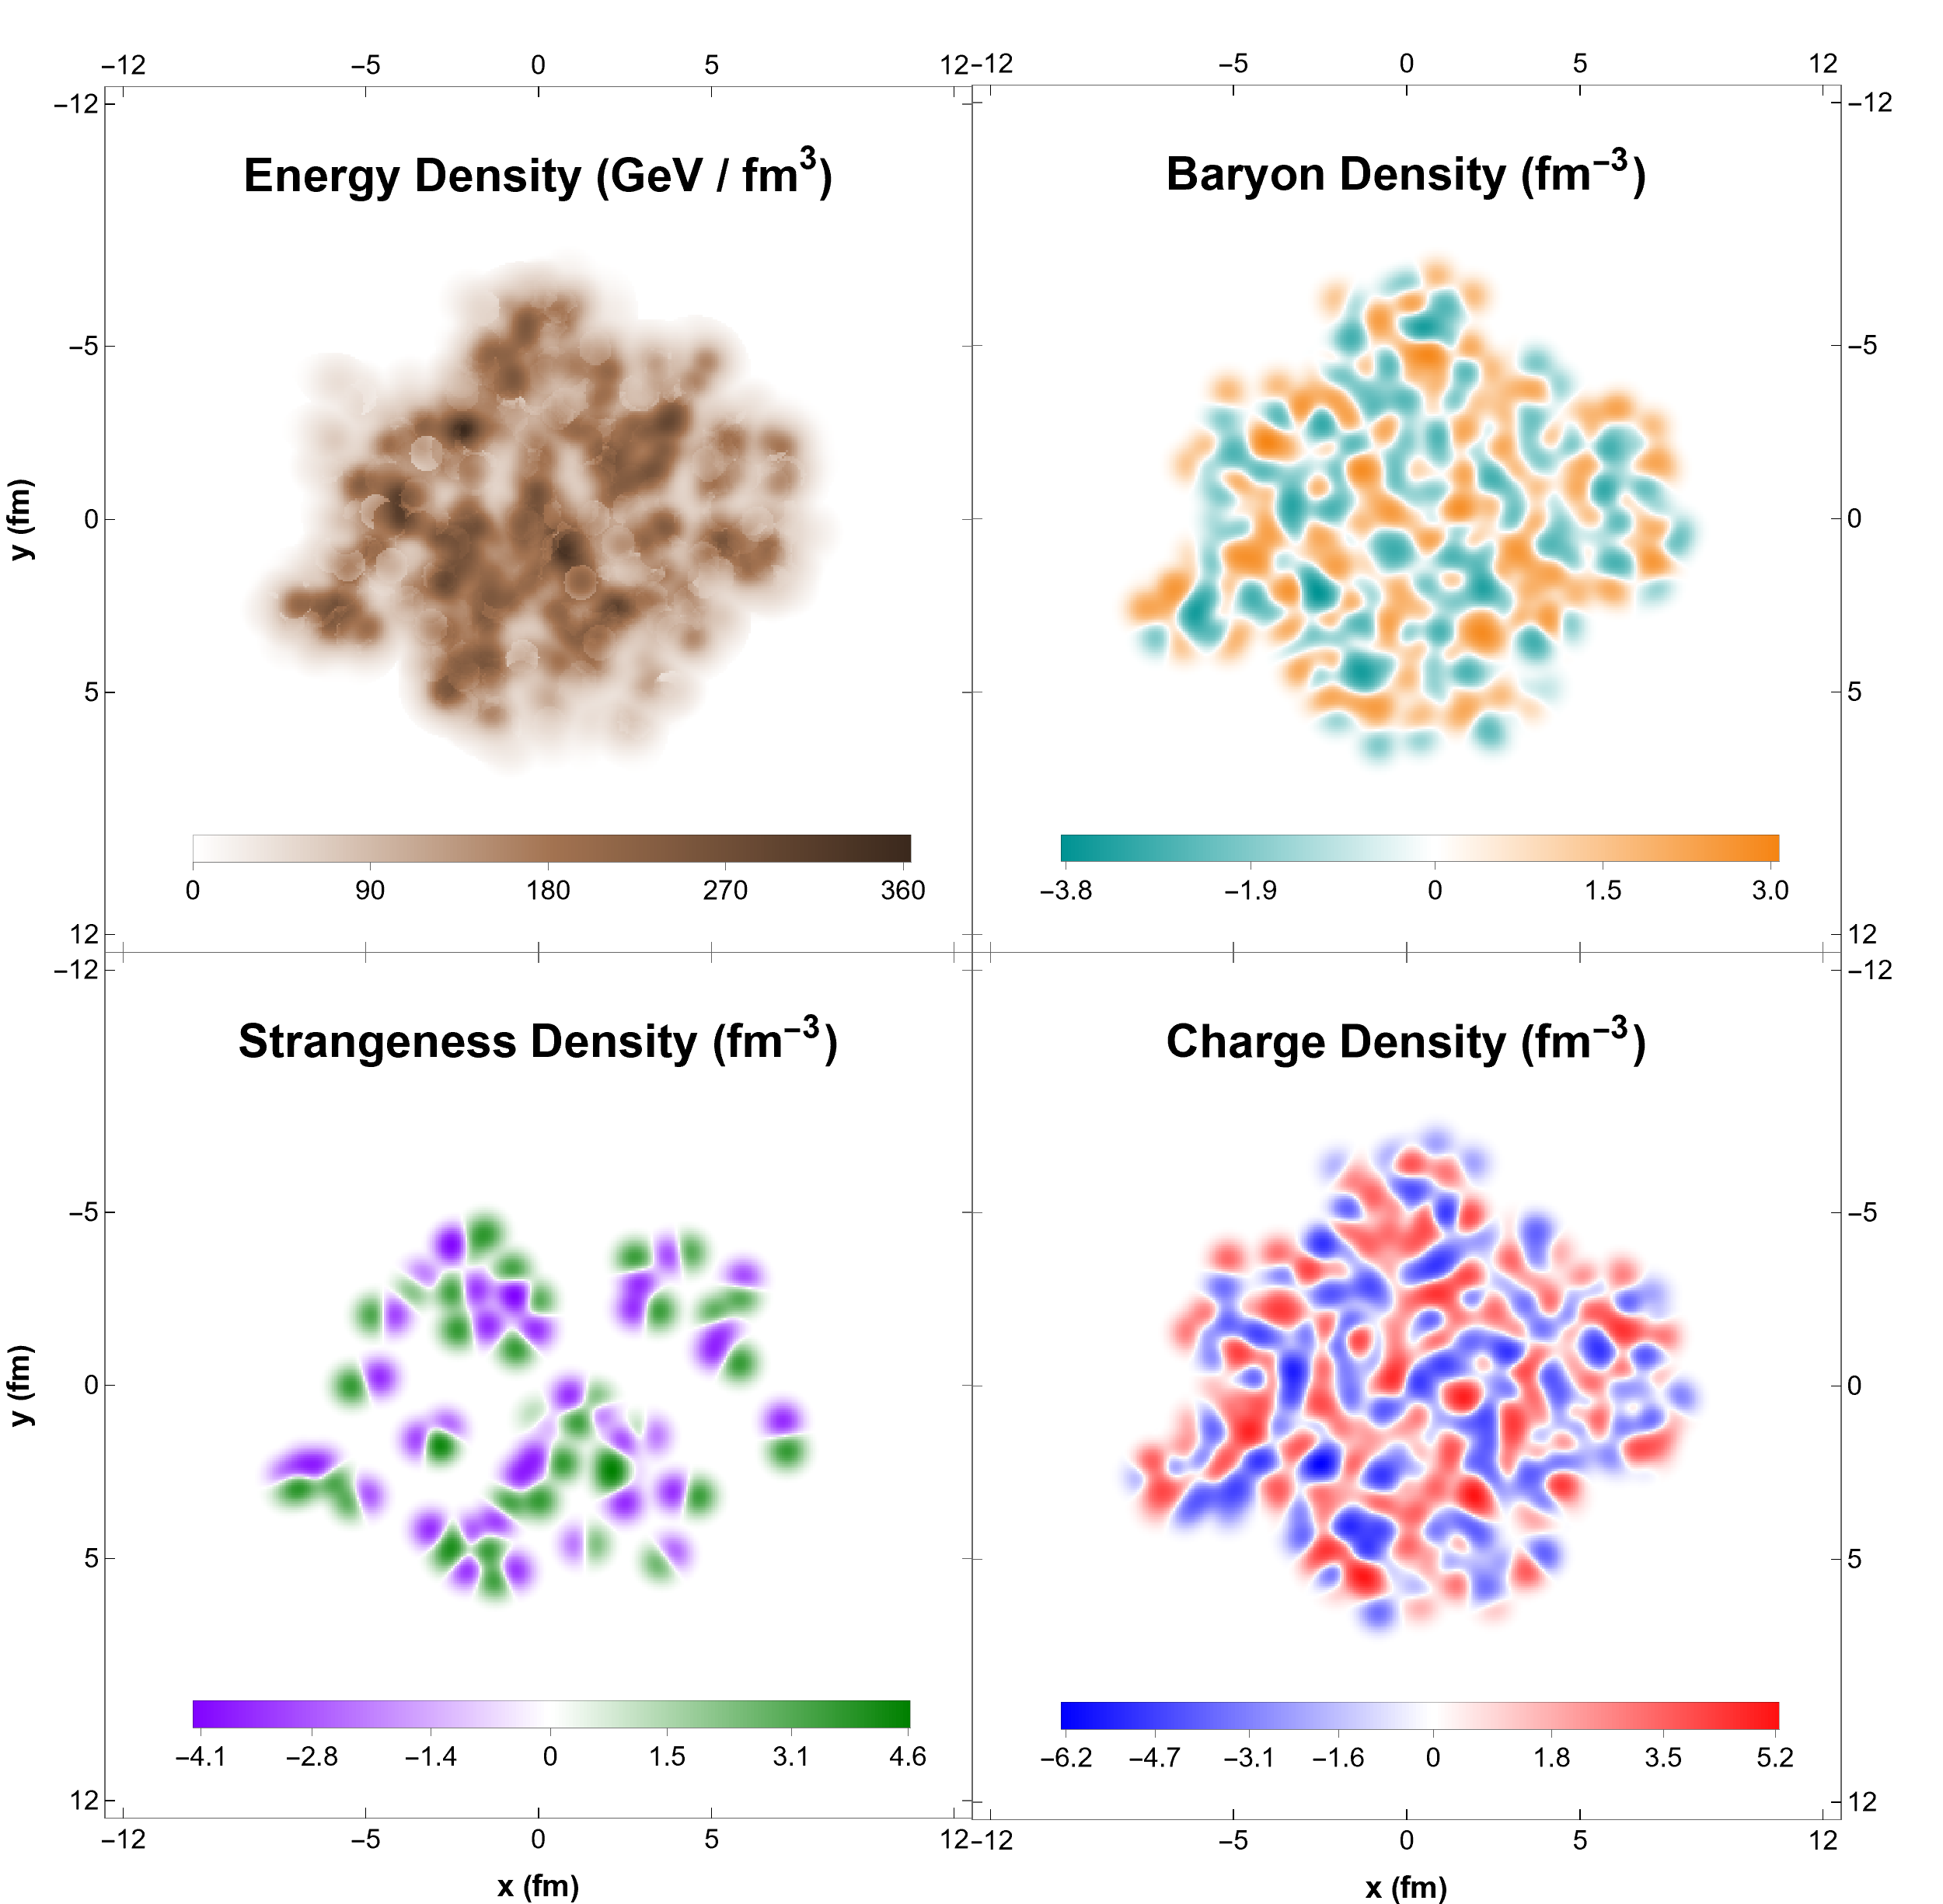 −12 −5 0 5 12 −12 −5 0 5 12
−12 −12
Energy Density (GeV / fm³) Baryon Density (fm⁻³)
−5 −5
y (fm) 0 0
5 5
0 90 180 270 360 −3.8 −1.9 0 1.5 3.0
12 12
−12 −12
Strangeness Density (fm⁻³) Charge Density (fm⁻³)
−5 −5
y (fm) 0 0
5 5
−4.1 −2.8 −1.4 0 1.5 3.1 4.6 −6.2 −4.7 −3.1 −1.6 0 1.8 3.5 5.2
12 12
−12 −5 0 5 12 −12 −5 0 5 12
x (fm) x (fm)